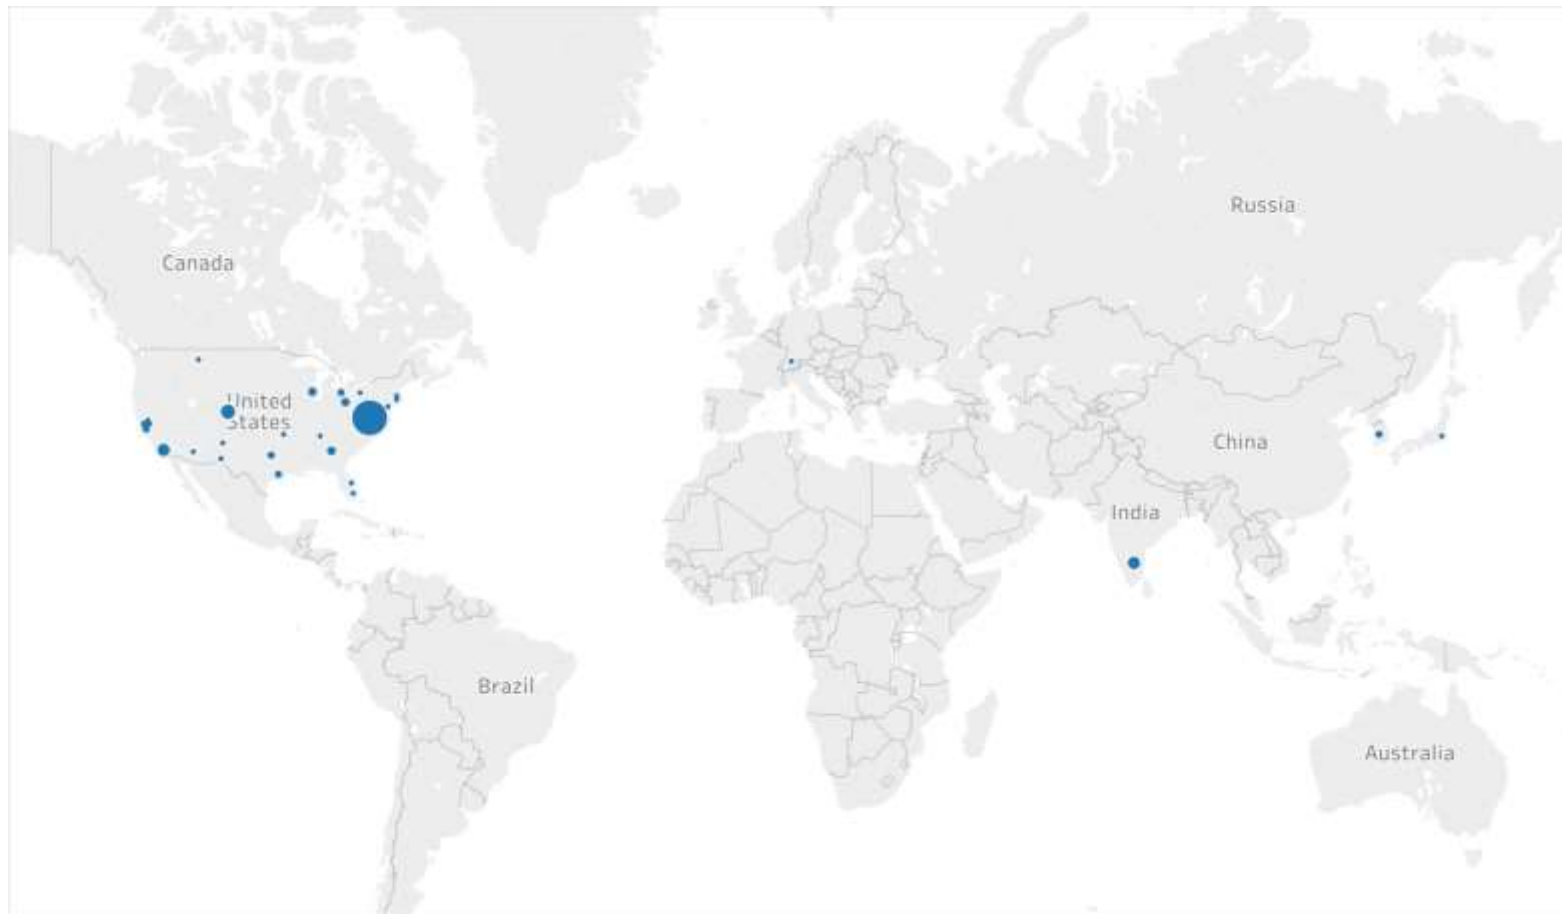 Russia
Canada
United
States
China
India
Brazil
Australia